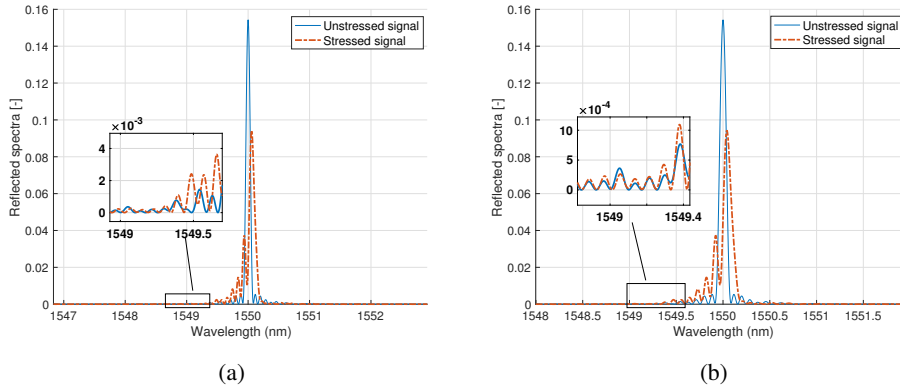 0.16
0.14
0.12
0.1
0.08
0.06
0.04
0.02
0
Reflected spectra [-]
Unstressed signal
Stressed signal
×10⁻³
4
2
0
1549 1549.5
1547 1548 1549 1550 1551 1552
Wavelength (nm)
(a)
0.16
0.14
0.12
0.1
0.08
0.06
0.04
0.02
0
Reflected spectra [-]
Unstressed signal
Stressed signal
×10⁻⁴
10
5
0
1549 1549.4
1548 1548.5 1549 1549.5 1550 1550.5 1551 1551.5
Wavelength (nm)
(b)